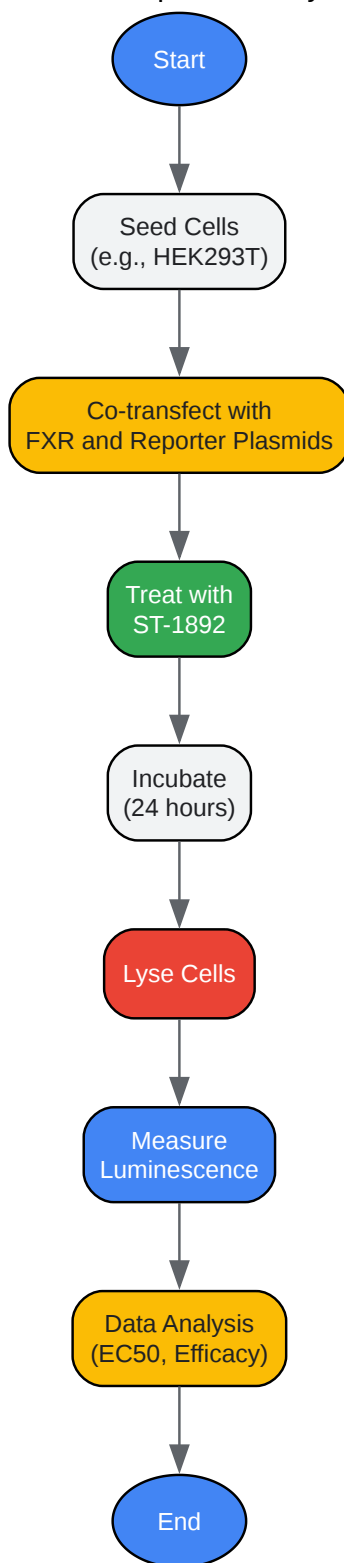 Start
Seed Cells
(e.g., HEK293T)
Co-transfect with
FXR and Reporter Plasmids
Treat with
ST-1892
Incubate
(24 hours)
Lyse Cells
Measure
Luminescence
Data Analysis
(EC50, Efficacy)
End